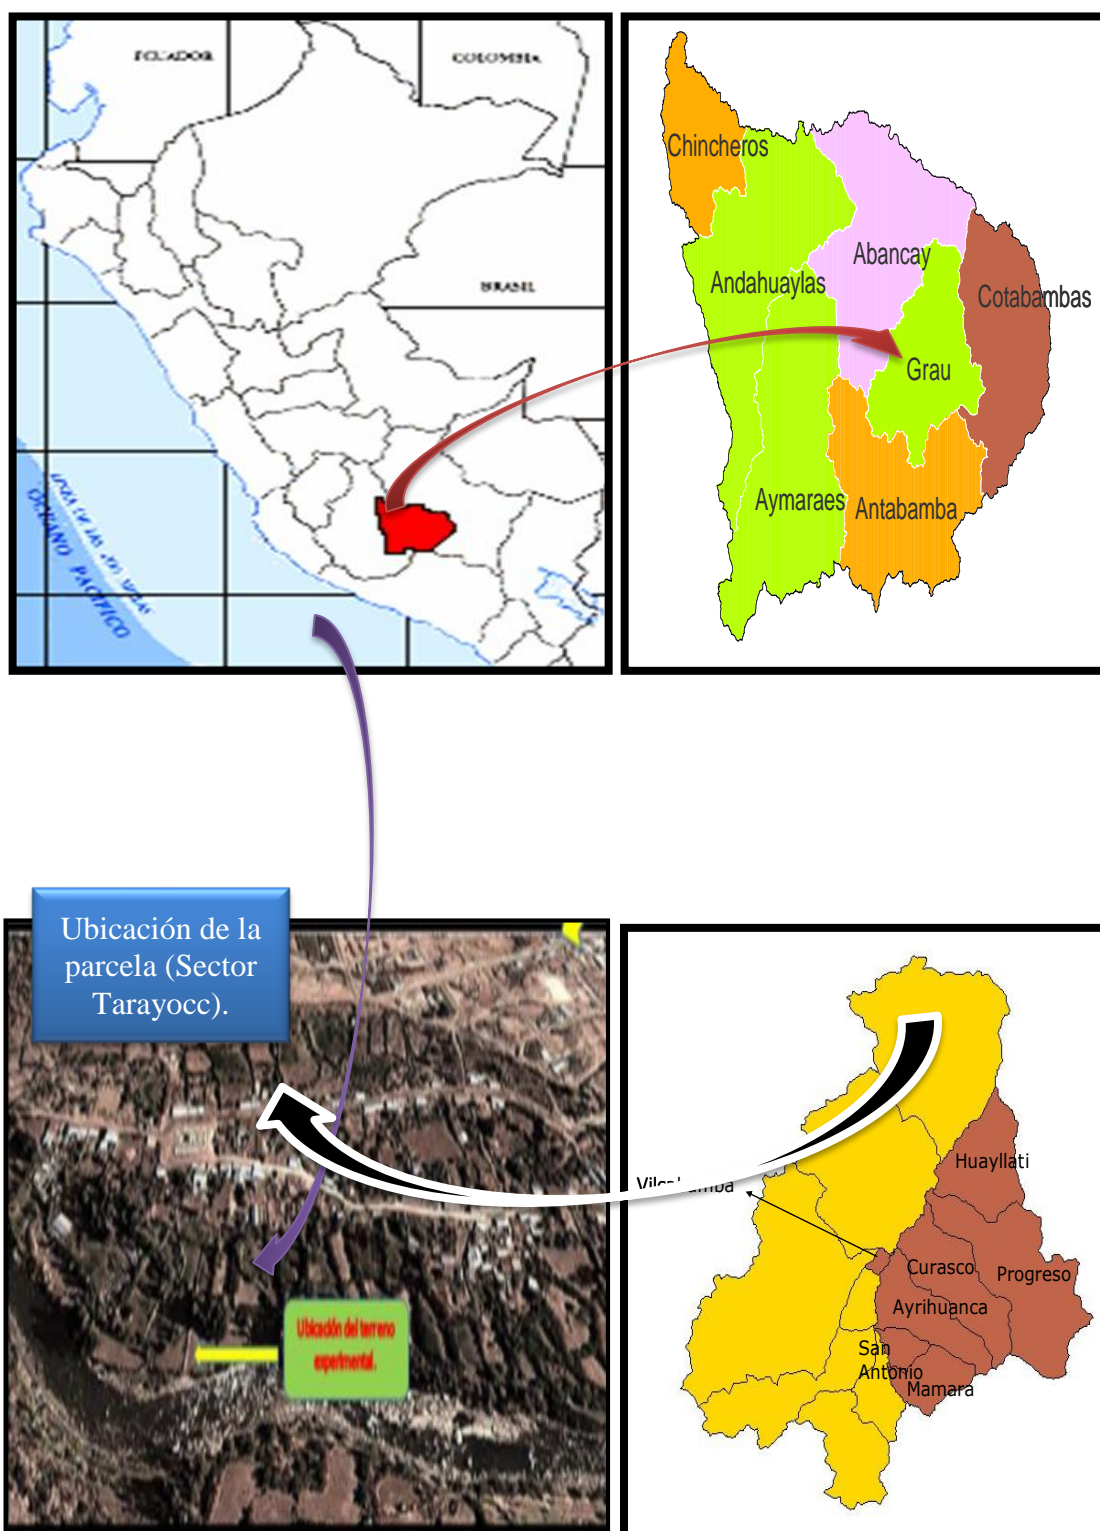 ECUADOR
COLOMBIA
BRASIL
OCEANO PACIFICO
Chincheros
Abancay
Andahuaylas
Cotabambas
Grau
Aymaraes
Antabamba
Ubicación de la
parcela (Sector
Tarayocc).
Ubicación del terreno
experimental.
Huayllati
Curasco
Progreso
Ayrihuanca
San
Antonio
Mamara